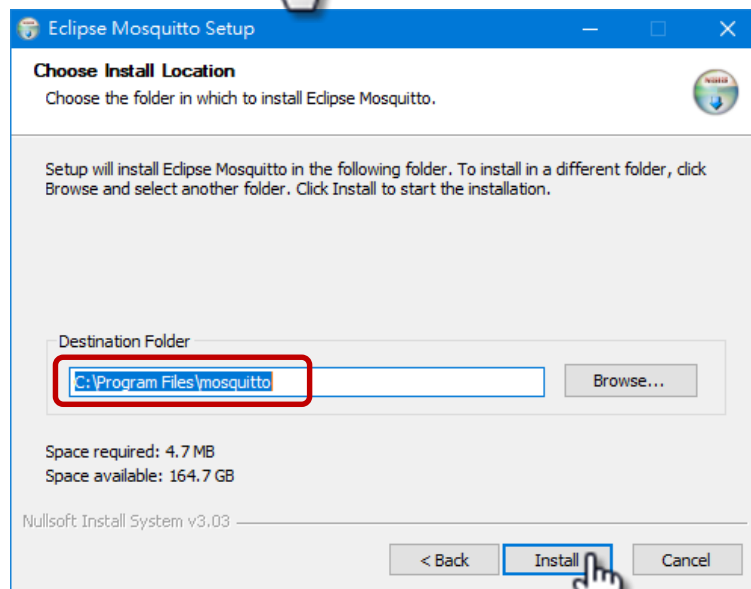 Eclipse Mosquitto Setup
Choose Install Location
Choose the folder in which to install Eclipse Mosquitto.
Setup will install Eclipse Mosquitto in the following folder. To install in a different folder, click
Browse and select another folder. Click Install to start the installation.
Destination Folder
C:\Program Files\mosquitto
Browse...
Space required: 4.7 MB
Space available: 164.7 GB
Nullsoft Install System v3.03
< Back
Install
Cancel